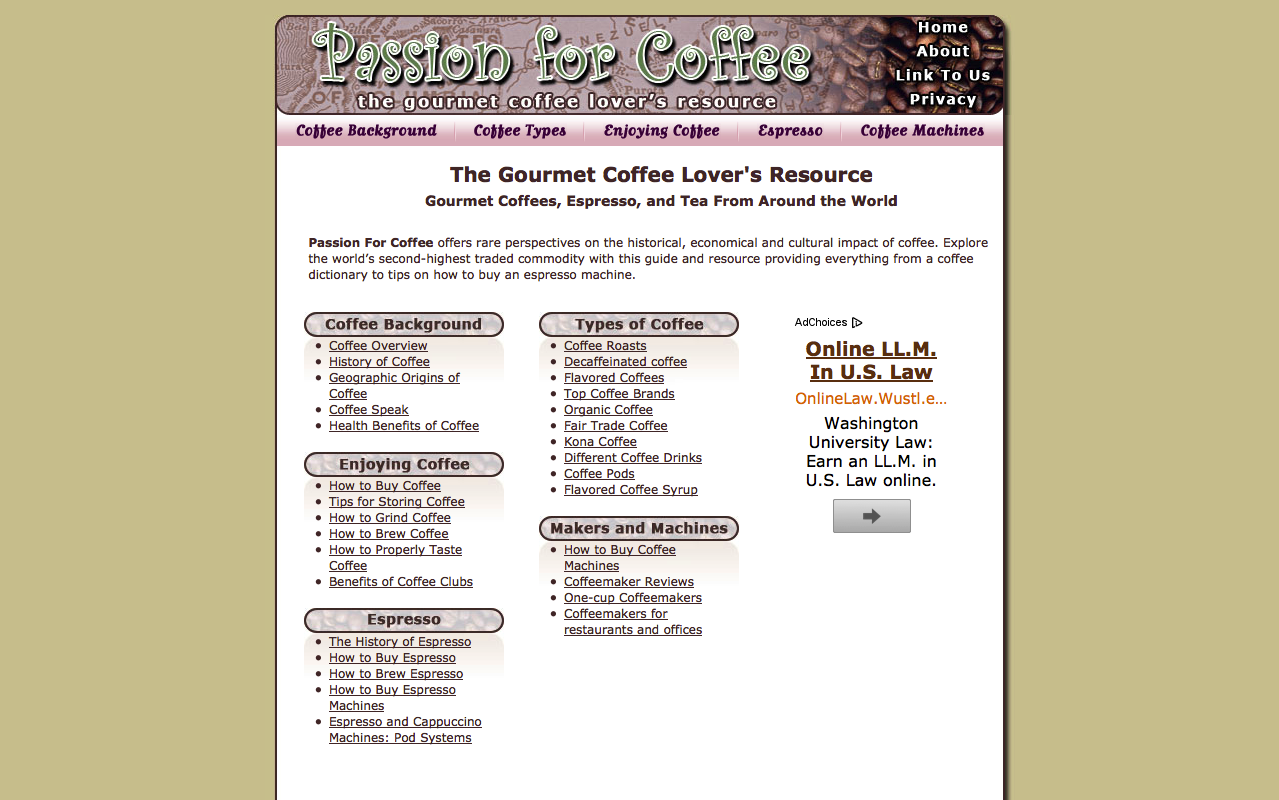 Passion for Coffee
the gourmet coffee lover's resource
Home
About
Link To Us
Privacy
Coffee Background
Coffee Types
Enjoying Coffee
Espresso
Coffee Machines
The Gourmet Coffee Lover's Resource
Gourmet Coffees, Espresso, and Tea From Around the World
Passion For Coffee offers rare perspectives on the historical, economical and cultural impact of coffee. Explore
the world’s second-highest traded commodity with this guide and resource providing everything from a coffee
dictionary to tips on how to buy an espresso machine.
Coffee Background
Coffee Overview
History of Coffee
Geographic Origins of
Coffee
Coffee Speak
Health Benefits of Coffee
Enjoying Coffee
How to Buy Coffee
Tips for Storing Coffee
How to Grind Coffee
How to Brew Coffee
How to Properly Taste
Coffee
Benefits of Coffee Clubs
Espresso
The History of Espresso
How to Buy Espresso
How to Brew Espresso
How to Buy Espresso
Machines
Espresso and Cappuccino
Machines: Pod Systems
Types of Coffee
Coffee Roasts
Decaffeinated coffee
Flavored Coffees
Top Coffee Brands
Organic Coffee
Fair Trade Coffee
Kona Coffee
Different Coffee Drinks
Coffee Pods
Flavored Coffee Syrup
Makers and Machines
How to Buy Coffee
Machines
Coffeemaker Reviews
One-cup Coffeemakers
Coffeemakers for
restaurants and offices
AdChoices
Online LL.M.
In U.S. Law
OnlineLaw.Wustl.e...
Washington
University Law:
Earn an LL.M. in
U.S. Law online.